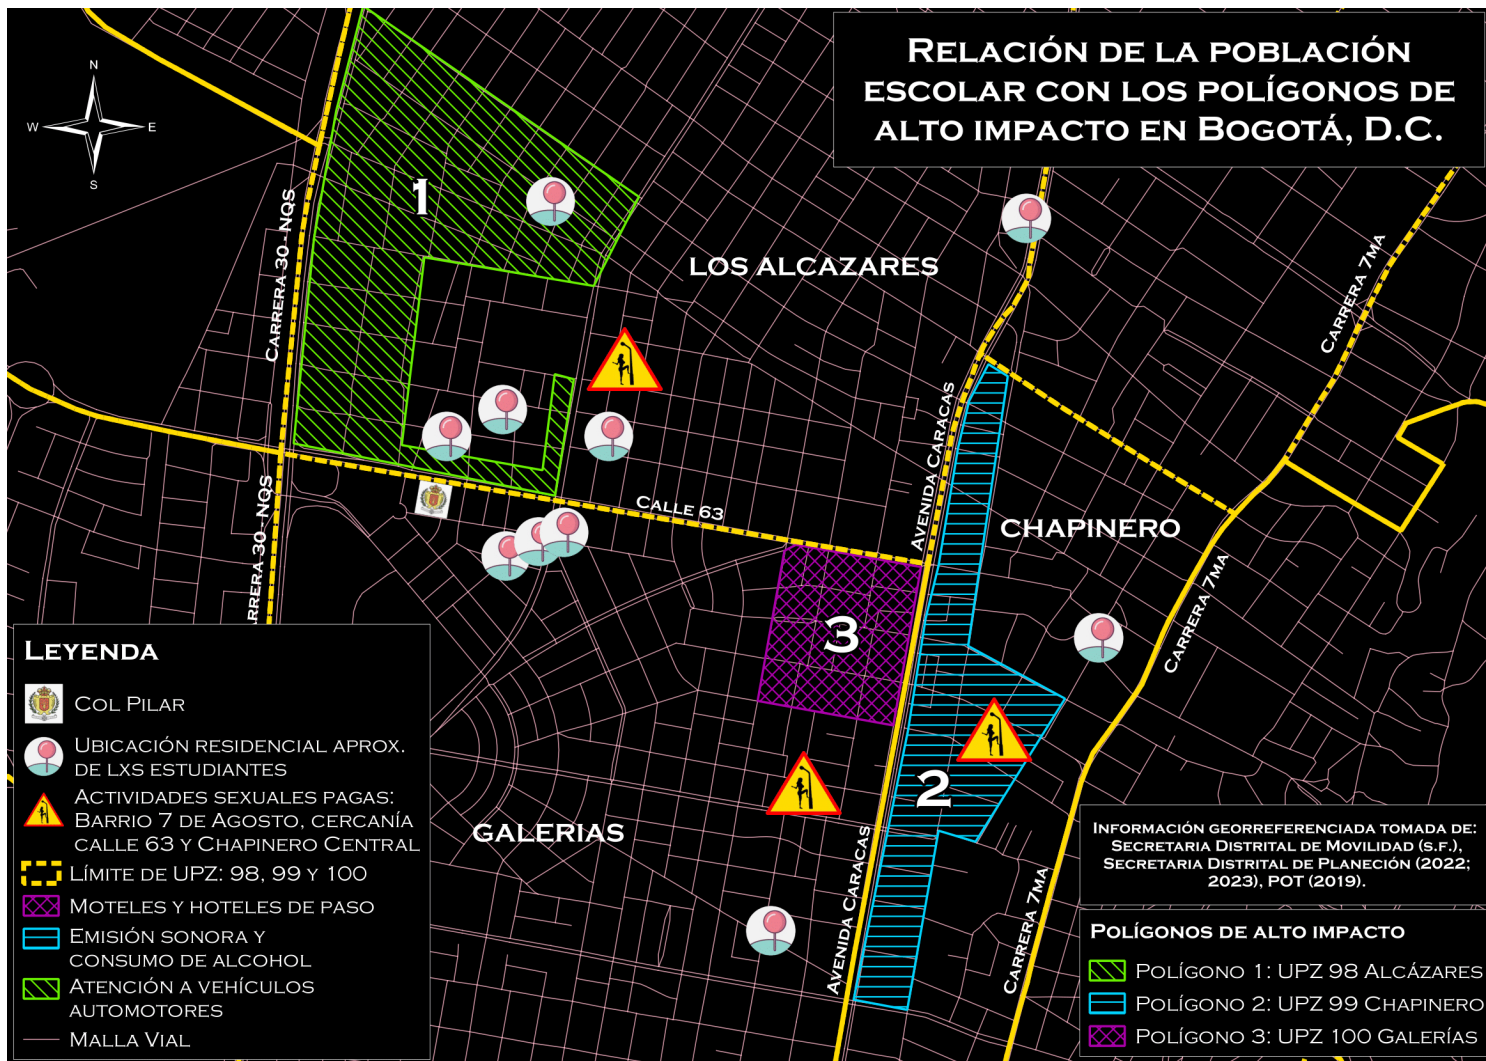 Relación de la población
escolar con los polígonos de
alto impacto en Bogotá, D.C.
N
W
E
S
1
Carrera 30 - NQS
Los Alcazares
Carrera 7ma
Avenida Caracas
Calle 63
Chapinero
Carrera 30 - NQS
3
Carrera 7ma
2
Galerias
Avenida Caracas
Carrera 7ma
Leyenda
Col Pilar
Ubicación residencial aprox.
de lxs estudiantes
Actividades sexuales pagas:
Barrio 7 de Agosto, cercanía
calle 63 y Chapinero Central
Límite de UPZ: 98, 99 y 100
Moteles y hoteles de paso
Emisión sonora y
consumo de alcohol
Atención a vehículos
automotores
Malla Vial
Información georreferenciada tomada de:
Secretaria Distrital de Movilidad (s.f.),
Secretaria Distrital de Planeción (2022;
2023), POT (2019).
Polígonos de alto impacto
Polígono 1: UPZ 98 Alcázares
Polígono 2: UPZ 99 Chapinero
Polígono 3: UPZ 100 Galerías